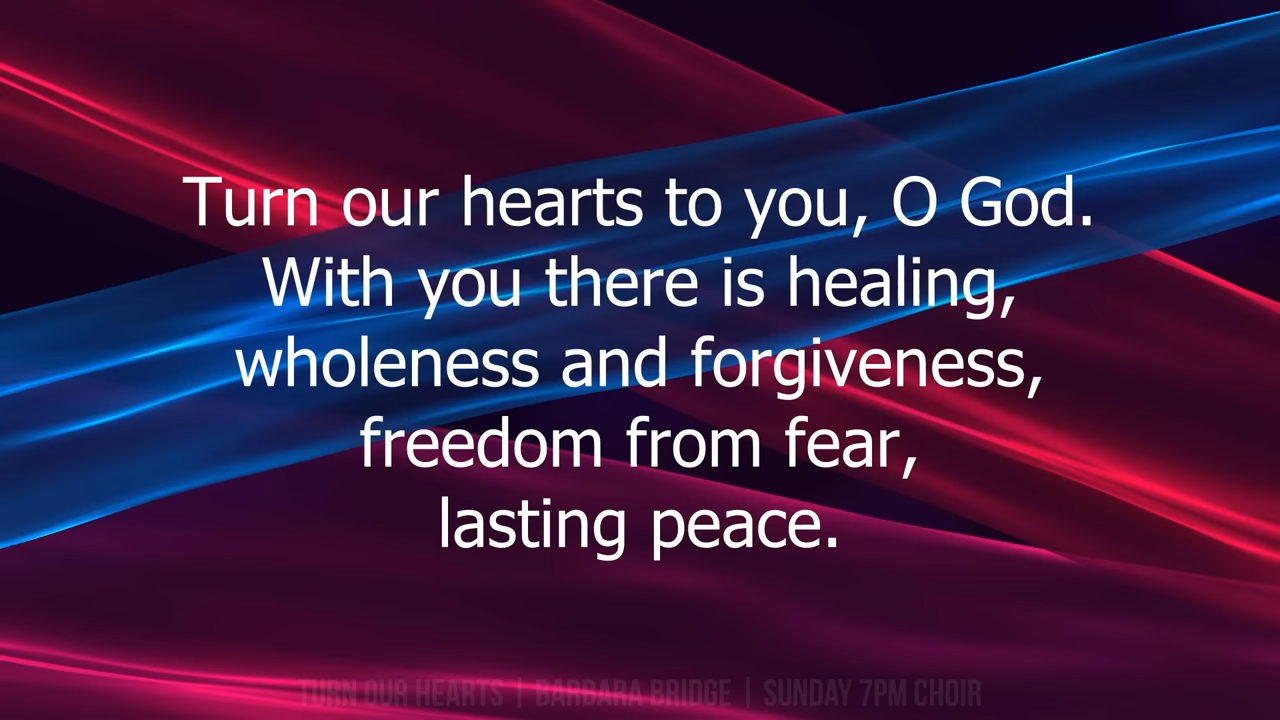 Turn our hearts to you, O God.
With you there is healing,
wholeness and forgiveness,
freedom from fear,
lasting peace.
TURN OUR HEARTS | BARBARA BRIDGE | SUNDAY 7PM CHOIR